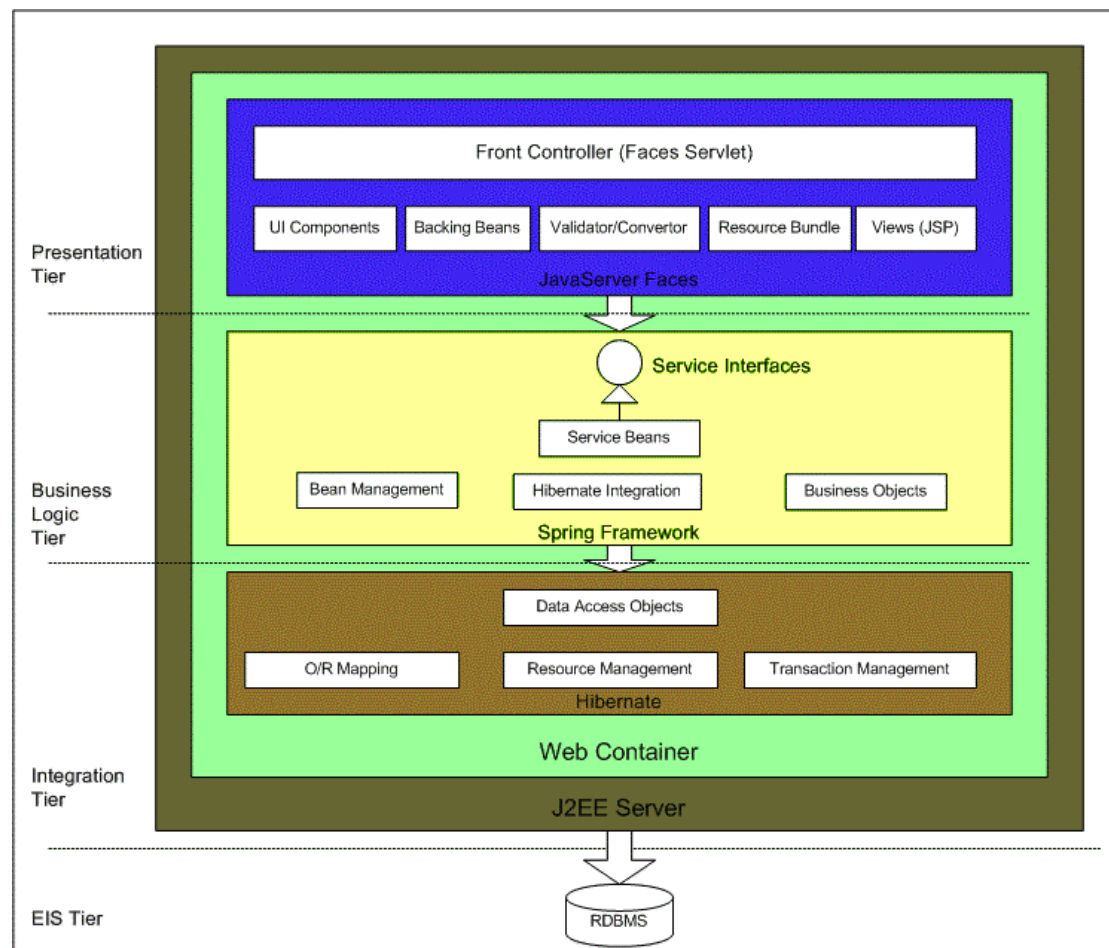 Front Controller (Faces Servlet)
UI Components
Backing Beans
Validator/Convertor
Resource Bundle
Views (JSP)
Presentation
Tier
JavaServer Faces
Service Interfaces
Service Beans
Bean Management
Hibernate Integration
Business Objects
Business
Logic
Tier
Spring Framework
Data Access Objects
O/R Mapping
Resource Management
Transaction Management
Hibernate
Web Container
Integration
Tier
J2EE Server
EIS Tier
RDBMS